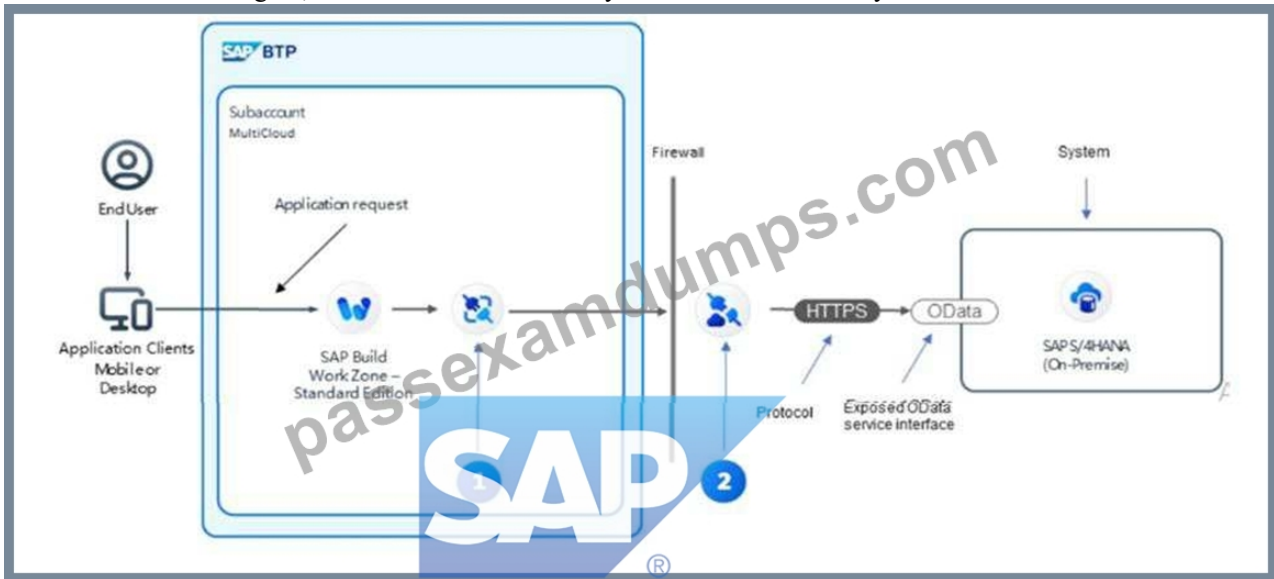 SAP BTP
Subaccount
MultiCloud
Firewall
System
End User
Application request
HTTPS
OData
Application Clients
Mobile or
Desktop
SAP Build
Work Zone –
Standard Edition
SAP S/4HANA
(On-Premise)
Protocol
Exposed OData
service interface
1
2
SAP
®
passexamdumps.com